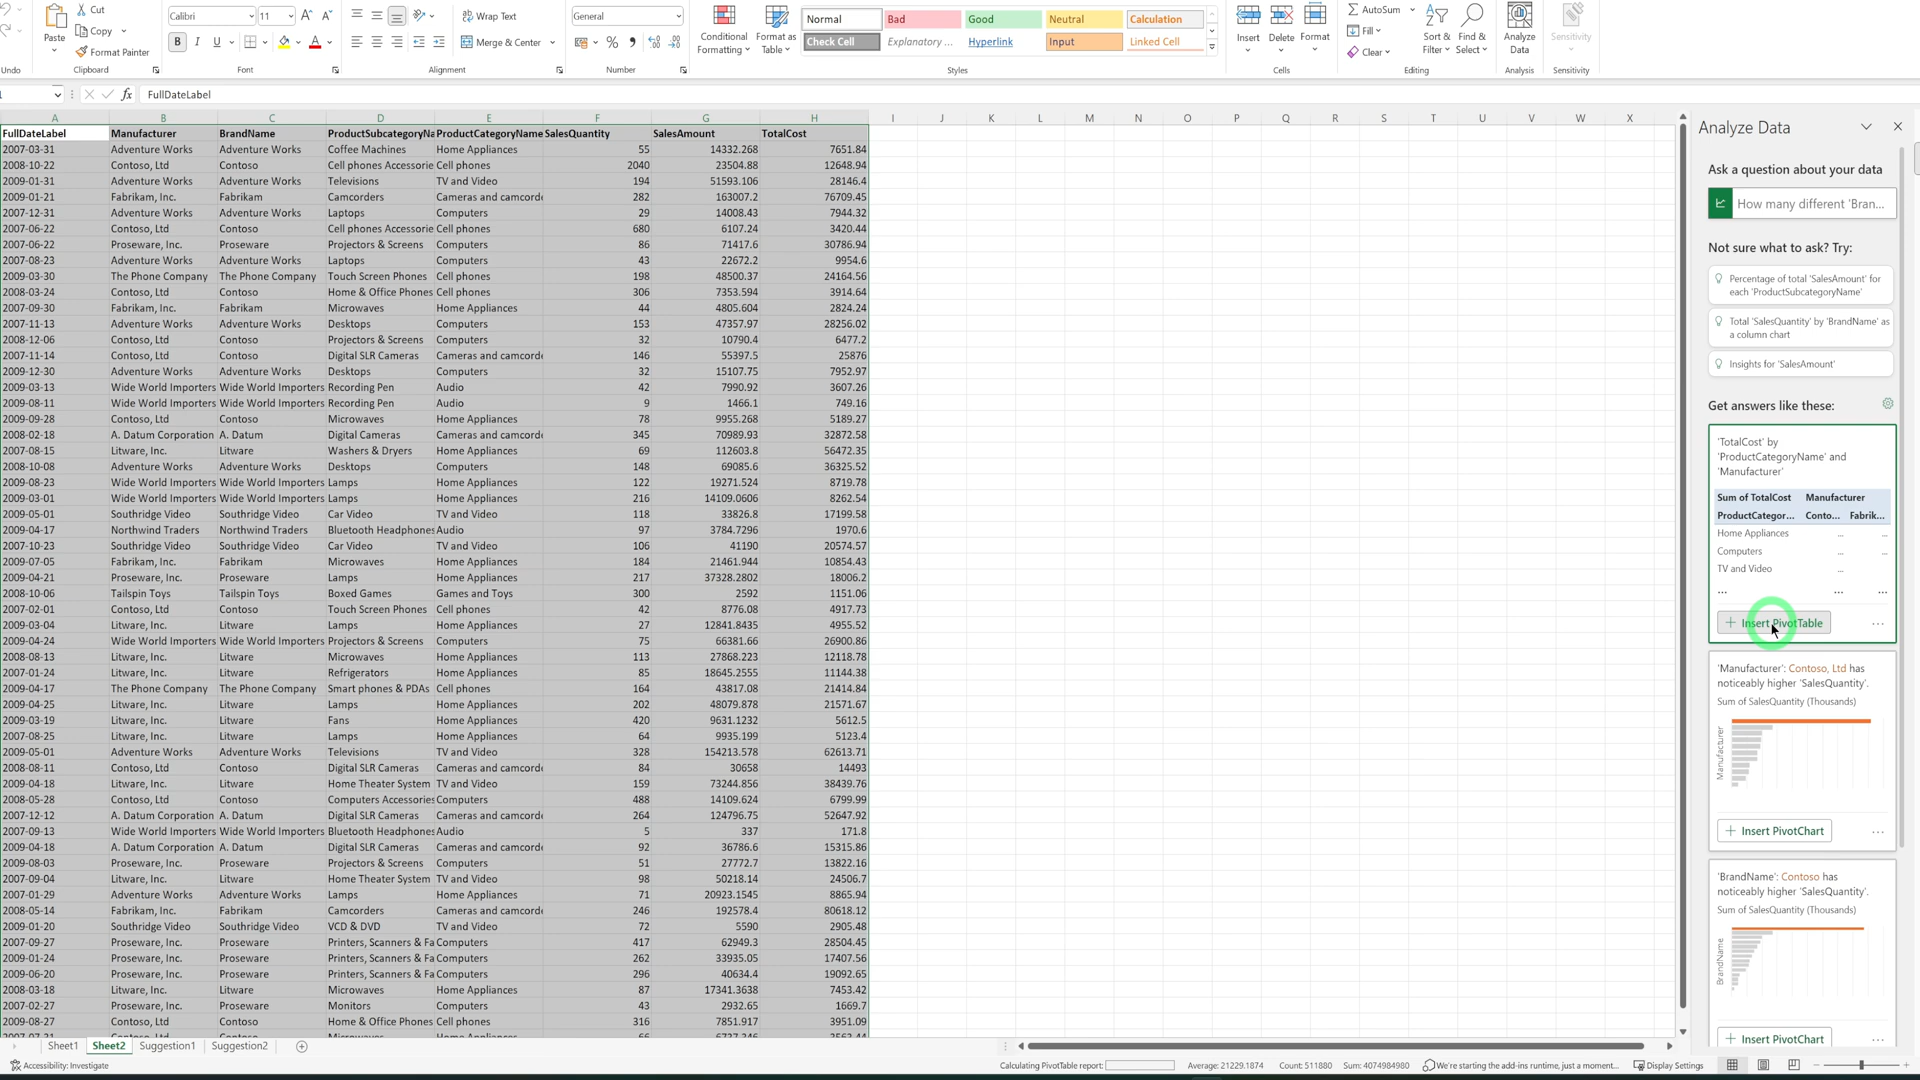 Cut
Copy
Format Painter
Paste
Undo
Clipboard
Calibri
11
B I U
Font
Wrap Text
Merge & Center
Alignment
General
Number
Conditional Formatting
Format as Table
Normal
Bad
Good
Neutral
Calculation
Check Cell
Explanatory ...
Hyperlink
Input
Linked Cell
Styles
Insert
Delete
Format
Cells
AutoSum
Fill
Clear
Sort & Filter
Find & Select
Editing
Analyze Data
Analysis
Sensitivity
Sensitivity
fx FullDateLabel
A B C D E F G H I J K L M N O P Q R S T U V W X
FullDateLabel Manufacturer BrandName ProductSubcategoryNa ProductCategoryName SalesQuantity SalesAmount TotalCost
2007-03-31 Adventure Works Adventure Works Coffee Machines Home Appliances 55 14332.268 7651.84
2008-10-22 Contoso, Ltd Contoso Cell phones Accessorie Cell phones 2040 23504.88 12648.94
2009-01-31 Adventure Works Adventure Works Televisions TV and Video 194 51593.106 28146.4
2009-01-21 Fabrikam, Inc. Fabrikam Camcorders Cameras and camcorde 282 163007.2 76709.45
2007-12-31 Adventure Works Adventure Works Laptops Computers 29 14008.43 7944.32
2007-06-22 Contoso, Ltd Contoso Cell phones Accessorie Cell phones 680 6107.24 3420.44
2007-06-22 Proseware, Inc. Proseware Projectors & Screens Computers 86 71417.6 30786.94
2007-08-23 Adventure Works Adventure Works Laptops Computers 43 22672.2 9954.6
2009-03-30 The Phone Company The Phone Company Touch Screen Phones Cell phones 198 48500.37 24164.56
2008-03-24 Contoso, Ltd Contoso Home & Office Phones Cell phones 306 7353.594 3914.64
2007-09-30 Fabrikam, Inc. Fabrikam Microwaves Home Appliances 44 4805.604 2824.24
2007-11-13 Adventure Works Adventure Works Desktops Computers 153 47357.97 28256.02
2008-12-06 Contoso, Ltd Contoso Projectors & Screens Computers 32 10790.4 6477.2
2007-11-14 Contoso, Ltd Contoso Digital SLR Cameras Cameras and camcorde 146 55397.5 25876
2009-12-30 Adventure Works Adventure Works Desktops Computers 32 15107.75 7952.97
2009-03-13 Wide World Importers Wide World Importers Recording Pen Audio 42 7990.92 3607.26
2009-08-11 Wide World Importers Wide World Importers Recording Pen Audio 9 1466.1 749.16
2009-09-28 Contoso, Ltd Contoso Microwaves Home Appliances 78 9955.268 5189.27
2008-02-18 A. Datum Corporation A. Datum Digital Cameras Cameras and camcorde 345 70989.93 32872.58
2007-08-15 Litware, Inc. Litware Washers & Dryers Home Appliances 69 112603.8 56472.35
2008-10-08 Adventure Works Adventure Works Desktops Computers 148 69085.6 36325.52
2009-08-23 Wide World Importers Wide World Importers Lamps Home Appliances 122 19271.524 8719.78
2009-03-01 Wide World Importers Wide World Importers Lamps Home Appliances 216 14109.0606 8262.54
2009-05-01 Southridge Video Southridge Video Car Video TV and Video 118 33826.8 17199.58
2009-04-17 Northwind Traders Northwind Traders Bluetooth Headphones Audio 97 3784.7296 1970.6
2007-10-23 Southridge Video Southridge Video Car Video TV and Video 106 41190 20574.57
2009-07-05 Fabrikam, Inc. Fabrikam Microwaves Home Appliances 184 21461.944 10854.43
2009-04-21 Proseware, Inc. Proseware Lamps Home Appliances 217 37328.2802 18006.2
2008-10-06 Tailspin Toys Tailspin Toys Boxed Games Games and Toys 300 2592 1151.06
2007-02-01 Contoso, Ltd Contoso Touch Screen Phones Cell phones 42 8776.08 4917.73
2009-03-04 Litware, Inc. Litware Lamps Home Appliances 27 12841.8435 4955.52
2009-04-24 Wide World Importers Wide World Importers Projectors & Screens Computers 75 66381.66 26900.86
2008-08-13 Litware, Inc. Litware Microwaves Home Appliances 113 27868.223 12118.78
2007-01-24 Litware, Inc. Litware Refrigerators Home Appliances 85 18645.2555 11144.38
2009-04-17 The Phone Company The Phone Company Smart phones & PDAs Cell phones 164 43817.08 21414.84
2009-04-25 Litware, Inc. Litware Lamps Home Appliances 202 48079.878 21571.67
2009-03-19 Litware, Inc. Litware Fans Home Appliances 420 9631.1232 5612.5
2007-08-25 Litware, Inc. Litware Lamps Home Appliances 64 9935.199 5123.4
2009-05-01 Adventure Works Adventure Works Televisions TV and Video 328 154213.578 62613.71
2008-08-11 Contoso, Ltd Contoso Digital SLR Cameras Cameras and camcorde 84 30658 14493
2009-04-18 Litware, Inc. Litware Home Theater System TV and Video 159 73244.856 38439.76
2008-05-28 Contoso, Ltd Contoso Computers Accessories Computers 488 14109.624 6799.99
2007-12-12 A. Datum Corporation A. Datum Digital SLR Cameras Cameras and camcorde 264 124796.75 52647.92
2007-09-13 Wide World Importers Wide World Importers Bluetooth Headphones Audio 5 337 171.8
2009-04-18 A. Datum Corporation A. Datum Digital SLR Cameras Cameras and camcorde 92 36786.6 15315.86
2009-08-03 Proseware, Inc. Proseware Projectors & Screens Computers 51 27772.7 13822.16
2007-09-04 Litware, Inc. Litware Home Theater System TV and Video 98 50218.14 24506.7
2007-01-29 Adventure Works Adventure Works Lamps Home Appliances 71 20923.1545 8865.94
2008-05-14 Fabrikam, Inc. Fabrikam Camcorders Cameras and camcorde 246 192578.4 80618.12
2009-01-20 Southridge Video Southridge Video VCD & DVD TV and Video 72 5590 2905.48
2007-09-27 Proseware, Inc. Proseware Printers, Scanners & Fa Computers 417 62949.3 28504.45
2009-01-24 Proseware, Inc. Proseware Printers, Scanners & Fa Computers 262 33935.05 17407.56
2009-06-20 Proseware, Inc. Proseware Printers, Scanners & Fa Computers 296 40634.4 19092.65
2008-03-18 Litware, Inc. Litware Microwaves Home Appliances 87 17341.3638 7453.42
2007-02-27 Proseware, Inc. Proseware Monitors Computers 43 2932.65 1669.7
2009-08-27 Contoso, Ltd Contoso Home & Office Phones Cell phones 316 7851.917 3951.09
Analyze Data
Ask a question about your data
How many different 'Bran...
Not sure what to ask? Try:
Percentage of total 'SalesAmount' for
each 'ProductSubcategoryName'
Total 'SalesQuantity' by 'BrandName' as
a column chart
Insights for 'SalesAmount'
Get answers like these:
'TotalCost' by
'ProductCategoryName' and
'Manufacturer'
Sum of TotalCost Manufacturer
ProductCategor... Conto... Fabrik...
Home Appliances ... ...
Computers ... ...
TV and Video ...
... ... ...
Insert PivotTable ...
'Manufacturer': Contoso, Ltd has
noticeably higher 'SalesQuantity'.
Sum of SalesQuantity (Thousands)
Manufacturer
Insert PivotChart ...
'BrandName': Contoso has
noticeably higher 'SalesQuantity'.
Sum of SalesQuantity (Thousands)
BrandName
Insert PivotChart ...
Sheet1 Sheet2 Suggestion1 Suggestion2
Accessibility: Investigate
Calculating PivotTable report:
Average: 21229.1874 Count: 511880 Sum: 4074984980
We're starting the add-ins runtime, just a moment...
Display Settings